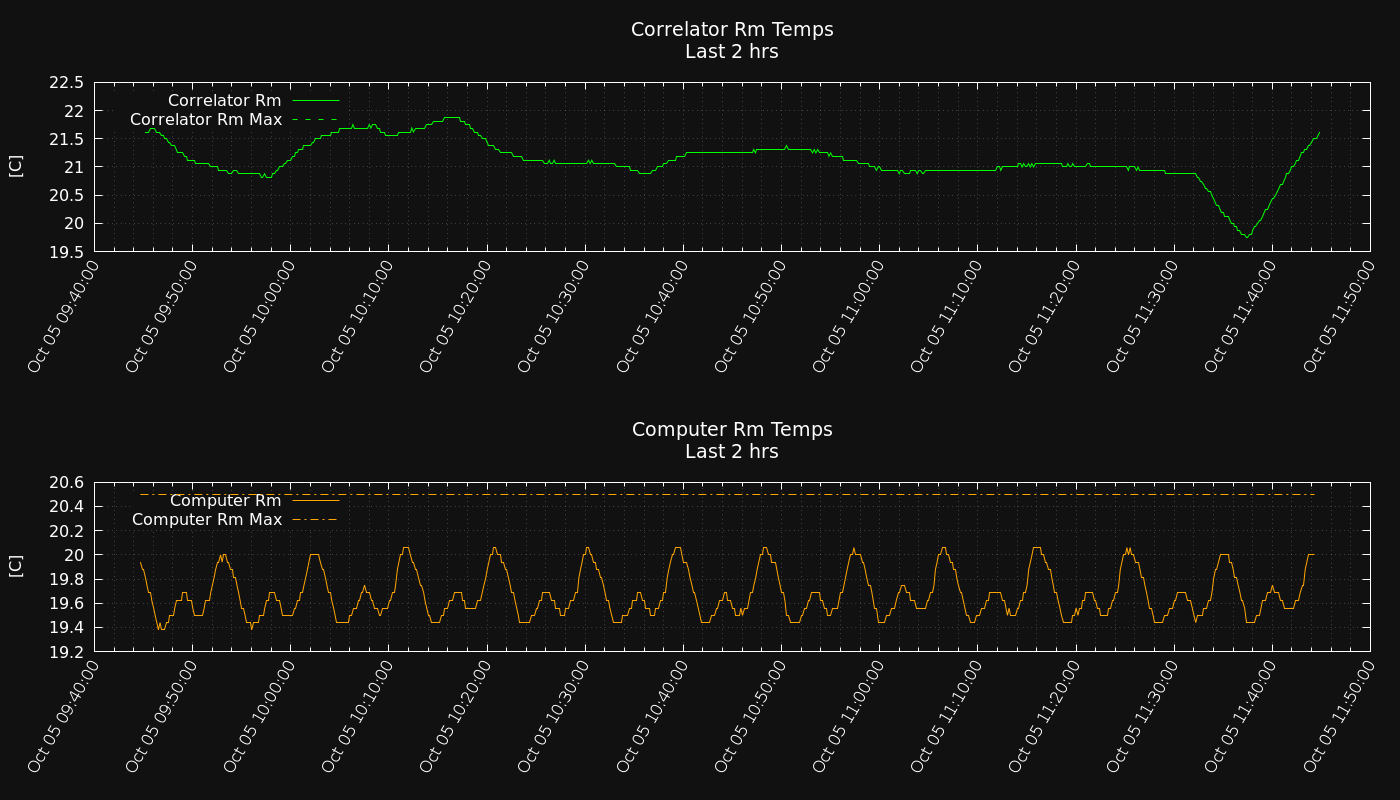 Correlator Rm Temps
Last 2 hrs
22.5
22
21.5
21
20.5
20
19.5
[C]
Correlator Rm
Correlator Rm Max
Oct 05 09:40:00
Oct 05 09:50:00
Oct 05 10:00:00
Oct 05 10:10:00
Oct 05 10:20:00
Oct 05 10:30:00
Oct 05 10:40:00
Oct 05 10:50:00
Oct 05 11:00:00
Oct 05 11:10:00
Oct 05 11:20:00
Oct 05 11:30:00
Oct 05 11:40:00
Oct 05 11:50:00
Computer Rm Temps
Last 2 hrs
20.6
20.4
20.2
20
19.8
19.6
19.4
19.2
[C]
Computer Rm
Computer Rm Max
Oct 05 09:40:00
Oct 05 09:50:00
Oct 05 10:00:00
Oct 05 10:10:00
Oct 05 10:20:00
Oct 05 10:30:00
Oct 05 10:40:00
Oct 05 10:50:00
Oct 05 11:00:00
Oct 05 11:10:00
Oct 05 11:20:00
Oct 05 11:30:00
Oct 05 11:40:00
Oct 05 11:50:00